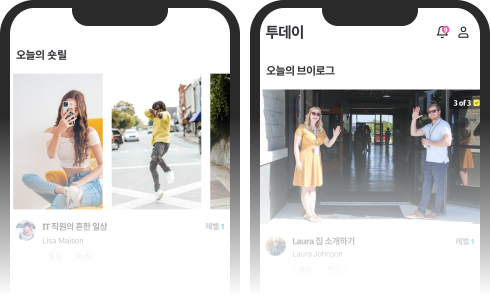 오늘의 숏릴
IT 직원의 흔한 일상
레벨 1
Lisa Maison
투데이
오늘의 브이로그
3 of 3
Laura 집 소개하기
레벨 1
Laura Johnson